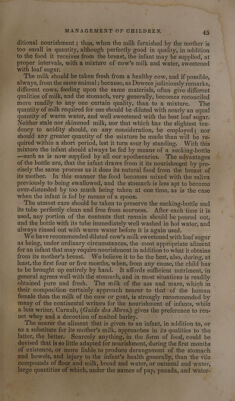 MANAGEMENT OF CHILDREN. 45
ditional nourishment; thus, when the milk furnished by the mother is
too small in quantity, although perfectly good in quality, in addition
to the food it receives from the breast, the infant may be supplied, at
proper intervals, with a mixture of cow's milk and water, sweetened
with loaf sugar.
The milk should be taken fresh from a healthy cow, and if possible,
always, from the same animal; because, as Dewees judiciously remarks,
different cows, feeding upon the same materials, often give different
qualities of milk, and the stomach, very generally, becomes reconciled
more readily to any one certain quality, than to a mixture. The
quantity of milk required for use should be diluted with nearly an equal
quantity of warm water, and well sweetened with the best loaf sugar.
Neither stale nor skimmed milk, nor that which has the slightest ten-
dency to acidity should, on any consideration, be employed; nor
should any greater quantity of the mixture be made than will be re-
quired within a short period, lest it turn sour by standing. With this
mixture the infant should always be fed by means of a sucking-bottle
—such as is now supplied by all our apothecaries. The advantages
of the bottle are, that the infant draws from it its nourishment by pre-
cisely the same process as it does its natural food from the breast of
its mother. In this manner the food becomes mixed with the saliva
previously to being swallowed, and the stomach is less apt to become
over-distended by too much being taken at one time, as is the case
when the infant is fed by means of a spoon.
The utmost care should be taken to preserve the sucking-bottle and
its tube perfectly clean and free from sourness. After each time it is
used, any portion of the contents that remain should be poured out,
and the bottle with its tube immediately well washed in hot water, and
always rinsed out with warm water before it is again used.
We have recommended diluted cow's milk sweetened with loaf sugar
as being, under ordinary circumstances, the most appropriate aliment
for an infant that may require nourishment in addition to what it obtains
from its mother's breast. We believe it to be the best, also, during, at
least, the first four or five months, when, from any cause, the child has
to be brought up entirely by hand. It affords sufficient nutriment, in
general agrees well with the stomach, and in most situations is readily
obtained pure and fresh. The milk of the ass and mare, which in
their composition certainly approach nearer to that of the human
female than the milk of the cow or goat, is strongly recommended by
many of the continental writers for the nourishment of infants, whilst
a late writer, Curault, (Guide des Meres,) gives the preference to ren-
net whey and a decoction of mashed barley.
The nearer the aliment that is given to an infant, in addition to, or
as a substitute for its mother's milk, approaches in its qualities to the
latter, the better. Scarcely anything, in the form of food, could be
devised that is so little adapted for nourishment, during the first months
of existence, or more liable to produce derangement of the stomach
and bowels, and injury to the infant's health generally, than the vile
compounds of flour and milk, bread and water, or oatmeal and water,
large quantities of which, under the names of pap, panada, and water-